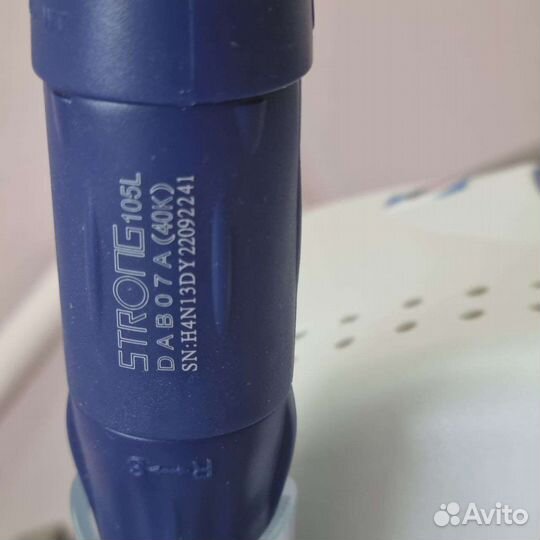 STRONG 105L
DAB07A(40K)
SN:H4N13DY22092241
R
Avito